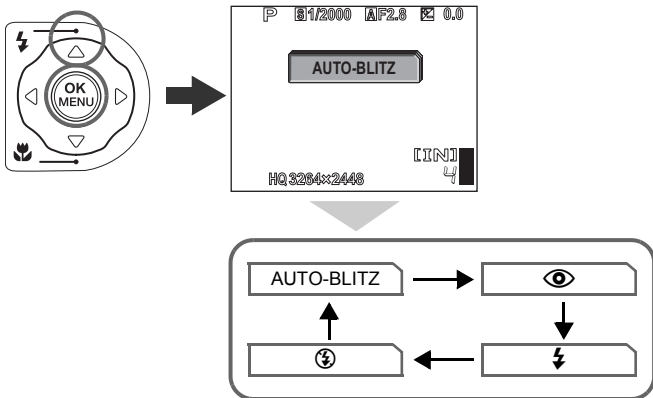 P S 1/2000 A F2.8 0.0
OK
MENU
AUTO-BLITZ
[IN]
4
HQ 3264×2448
AUTO-BLITZ